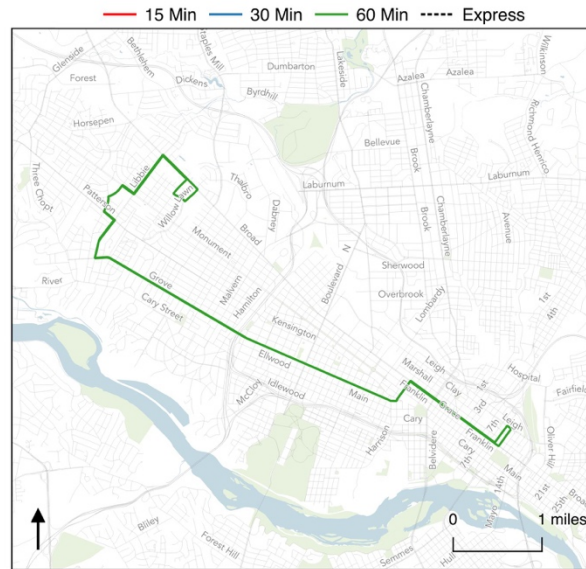 15 Min 30 Min 60 Min Express
Glenside
Bethlehem
Staples Mill
Lakeside
Wilkinson
Forest
Dickens
Dumbarton
Azalea
Azalea
Byrdhill
Chamberlayne
Richmond Henrico
Horsepen
Bellevue
Brook
Three Chopt
Libbie
Patterson
Willow Lawn
Thalbro
Laburnum
Laburnum
Dabney
Brook
Chamberlayne
Avenue
Monument
Broad
N
Boulevard
Sherwood
River
Grove
Malvern
Hamilton
Overbrook
Lombardy
1st
4th
Cary Street
Kensington
Leigh
Marshall
Clay
1st
Hospital
Ellwood
McCloy
Idlewood
Main
Franklin
Grace
3rd
Fairfield
Cary
7th
Leigh
Harrison
Belvidere
Franklin
Oliver Hill
Cary
Main
7th
14th
21st
Broad
25th
Mayo
Bliley
Forest Hill
Semmes
Hull
0 1 miles